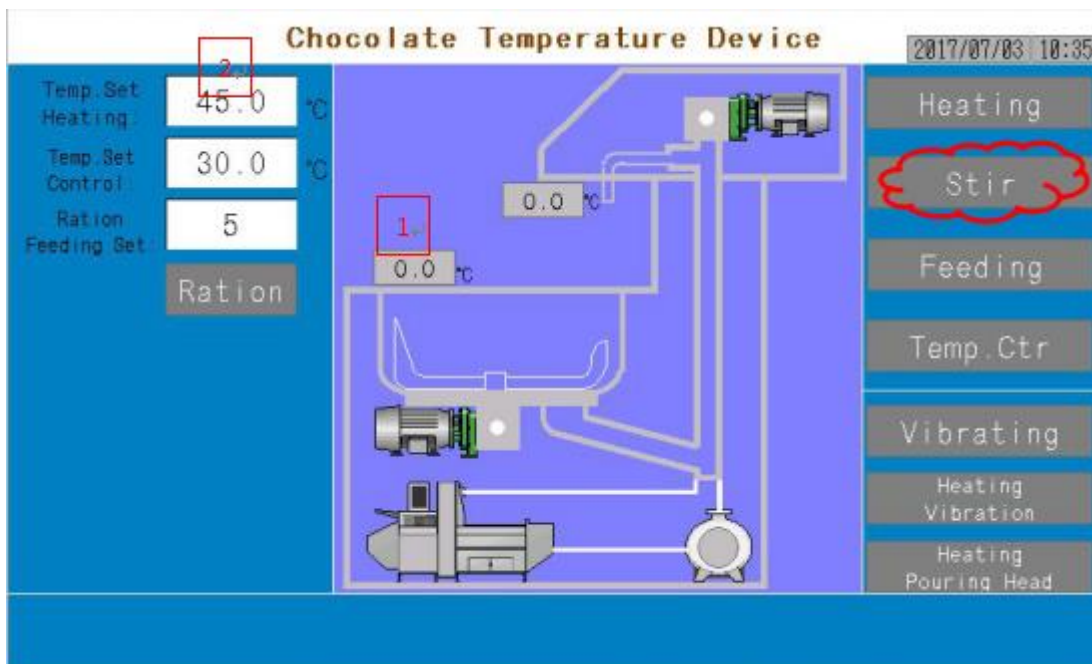 Chocolate Temperature Device
2017/07/03 10:35
2
Temp.Set
Heating:
45.0 °C
Temp.Set
Control:
30.0 °C
Ration
Feeding Set:
5
Ration
0.0 °C
1
0.0 °C
Heating
Stir
Feeding
Temp.Ctr
Vibrating
Heating
Vibration
Heating
Pouring Head